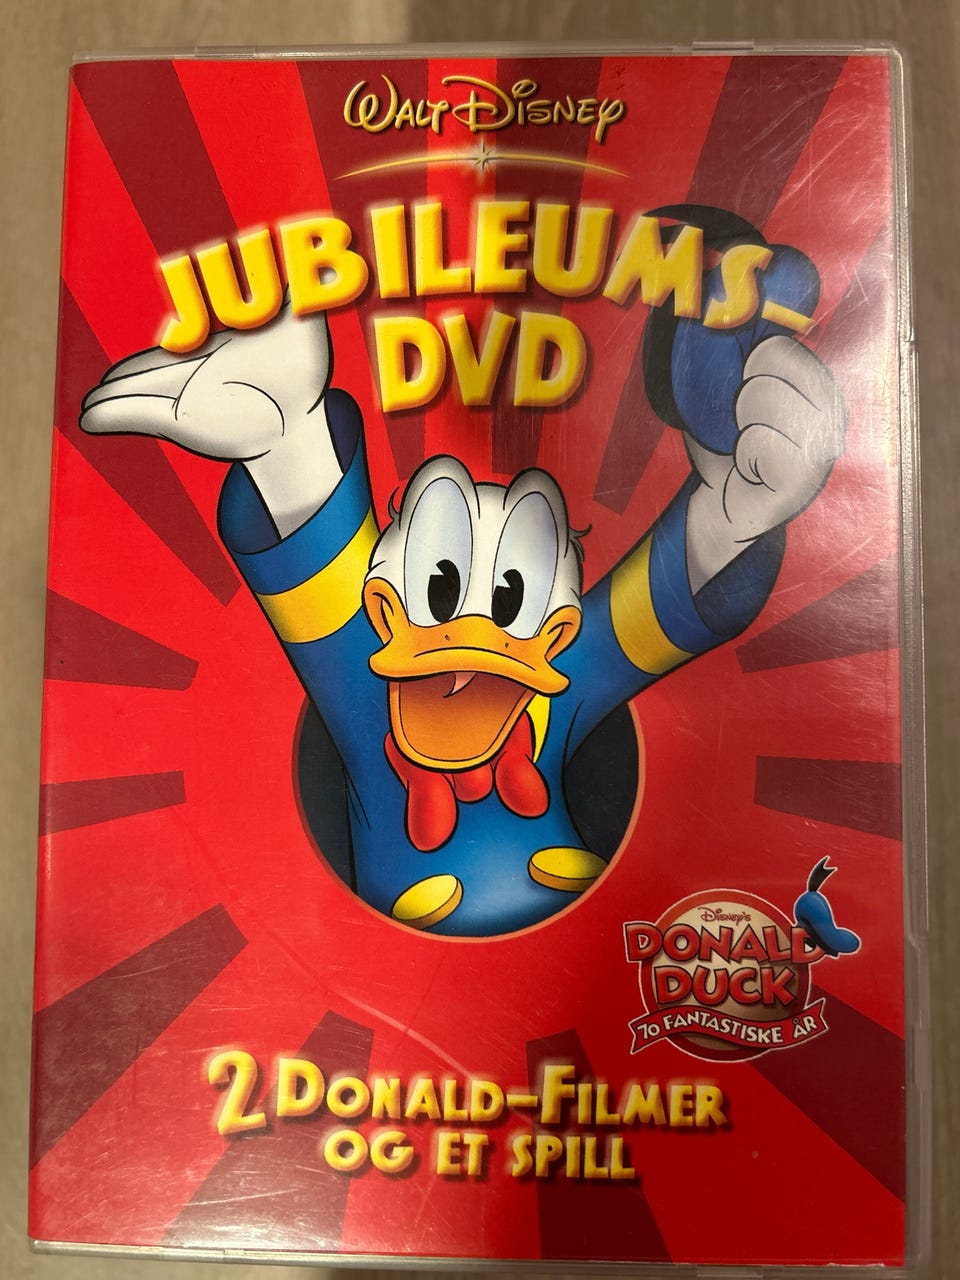 WALT DISNEY
JUBILEUMS-
DVD
DISNEY'S
DONALD
DUCK
70 FANTASTISKE ÅR
2 DONALD-FILMER
OG ET SPILL